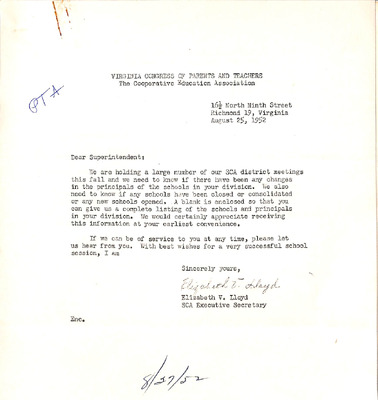 VIRGINIA CONGRESS OF PARENTS AND TEACHERS
The Cooperative Education Association
PTA
16½ North Ninth Street
Richmond 19, Virginia
August 25, 1952
Dear Superintendent:
We are holding a large number of our SCA district meetings
this fall and we need to know if there have been any changes
in the principals of the schools in your division. We also
need to know if any schools have been closed or consolidated
or any new schools opened. A blank is enclosed so that you
can give us a complete listing of the schools and principals
in your division. We would certainly appreciate receiving
this information at your earliest convenience.
If we can be of service to you at any time, please let
us hear from you. With best wishes for a very successful school
session, I am
Sincerely yours,
Elizabeth V. Lloyd
Elizabeth V. Lloyd
SCA Executive Secretary
Enc.
8/27/52